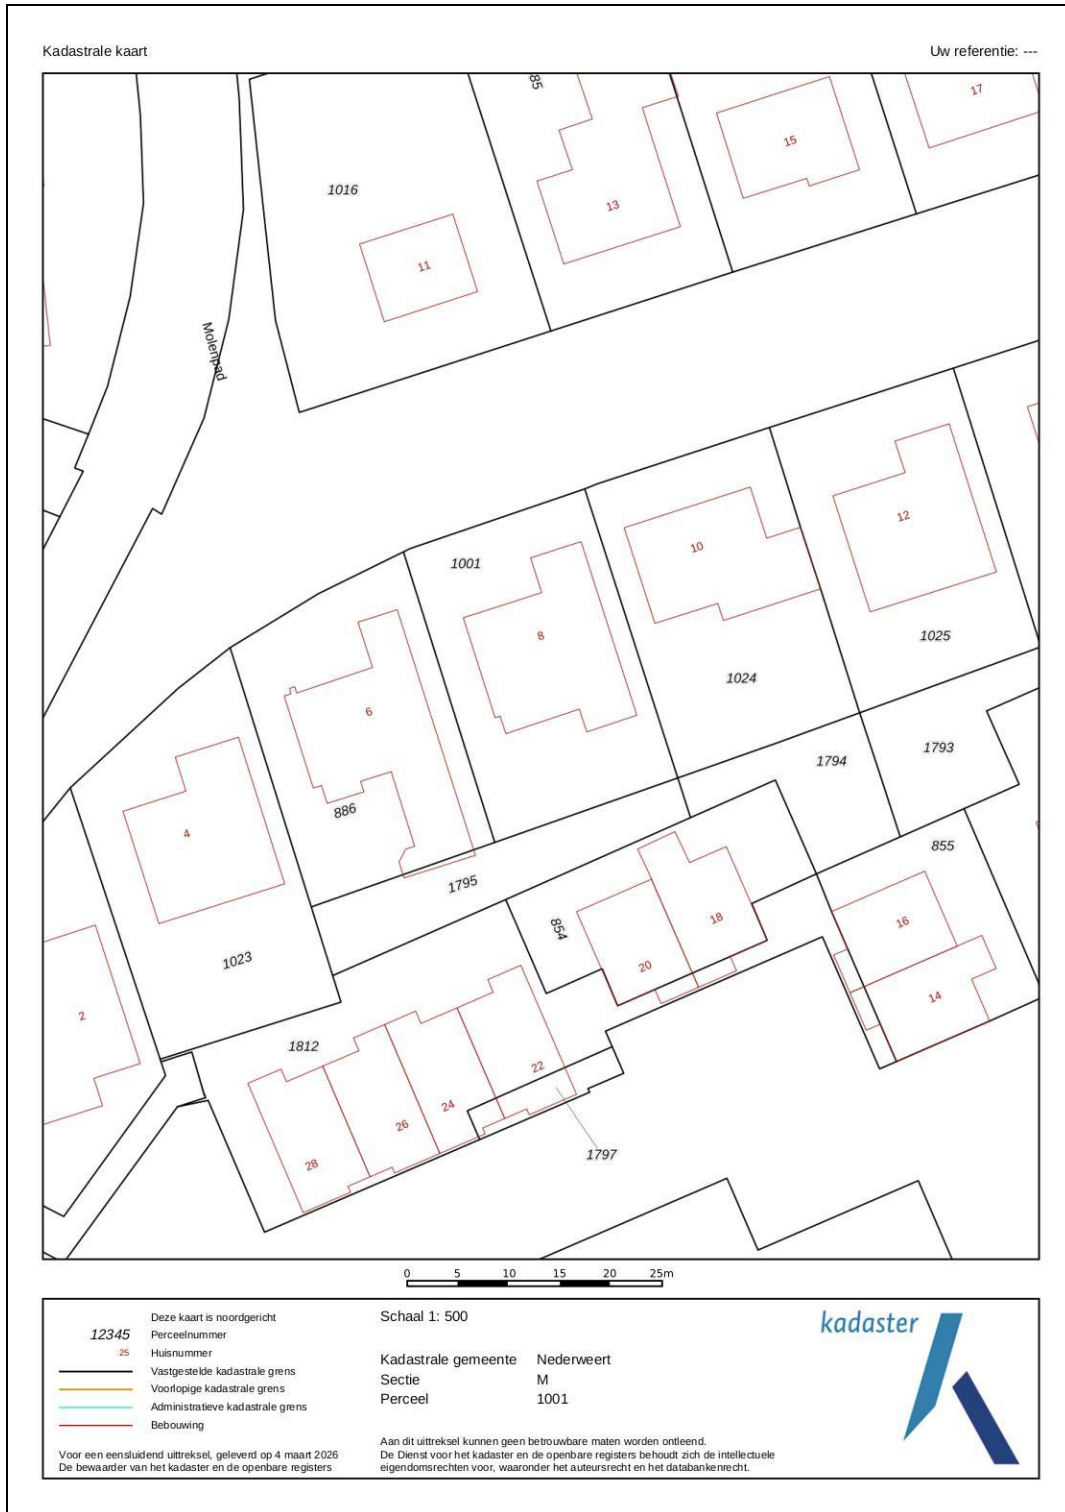 Kadastrale kaart
Uw referentie: ---
85
17
15
1016
13
11
Molenpad
12
10
1001
8
1025
1024
6
1793
1794
886
4
855
1795
16
18
854
20
1023
14
2
1812
22
24
26
28
1797
0 5 10 15 20 25m
Deze kaart is noordgericht
12345 Perceelnummer
25 Huisnummer
Vastgestelde kadastrale grens
Voorlopige kadastrale grens
Administratieve kadastrale grens
Bebouwing
Voor een eensluidend uittreksel, geleverd op 4 maart 2026
De bewaarder van het kadaster en de openbare registers
Schaal 1: 500
Kadastrale gemeente Nederweert
Sectie M
Perceel 1001
Aan dit uittreksel kunnen geen betrouwbare maten worden ontleend.
De Dienst voor het kadaster en de openbare registers behoudt zich de intellectuele
eigendomsrechten voor, waaronder het auteursrecht en het databankenrecht.
kadaster